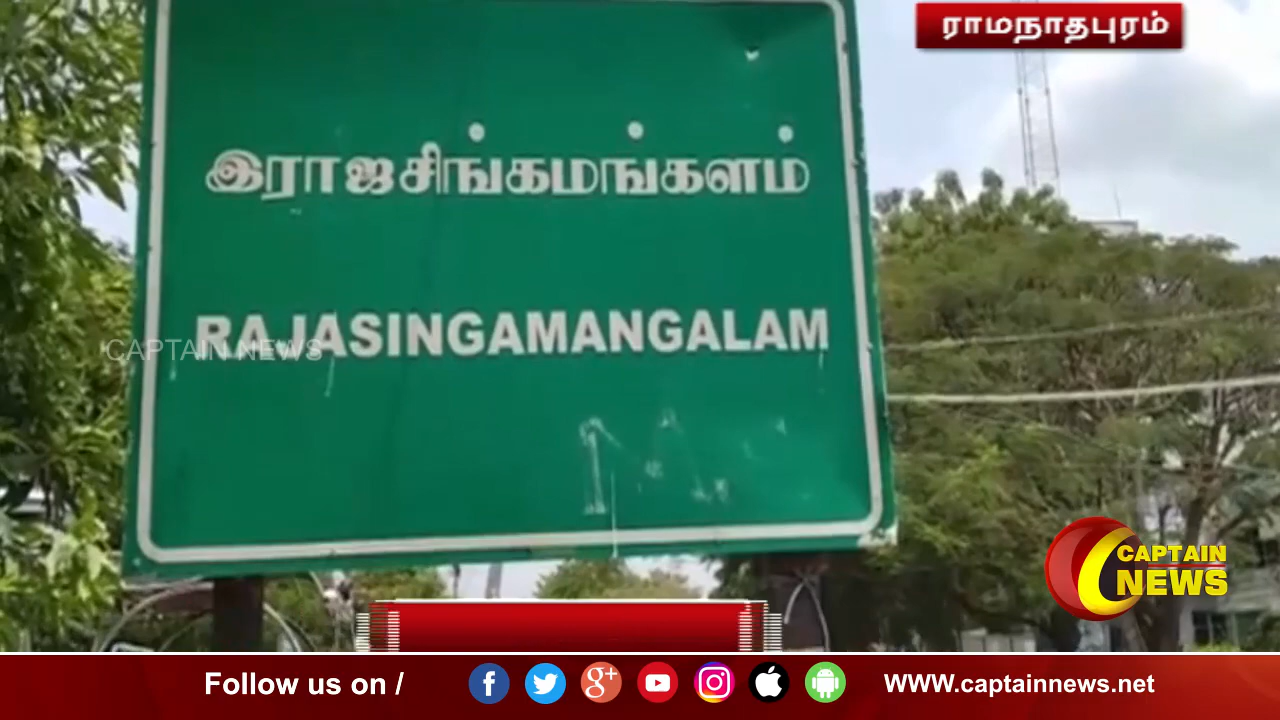 ராமநாதபுரம்
இராஜசிங்கமங்களம்
RAJASINGAMANGALAM
CAPTAIN NEWS
CAPTAIN
NEWS
Follow us on /
WWW.captainnews.net